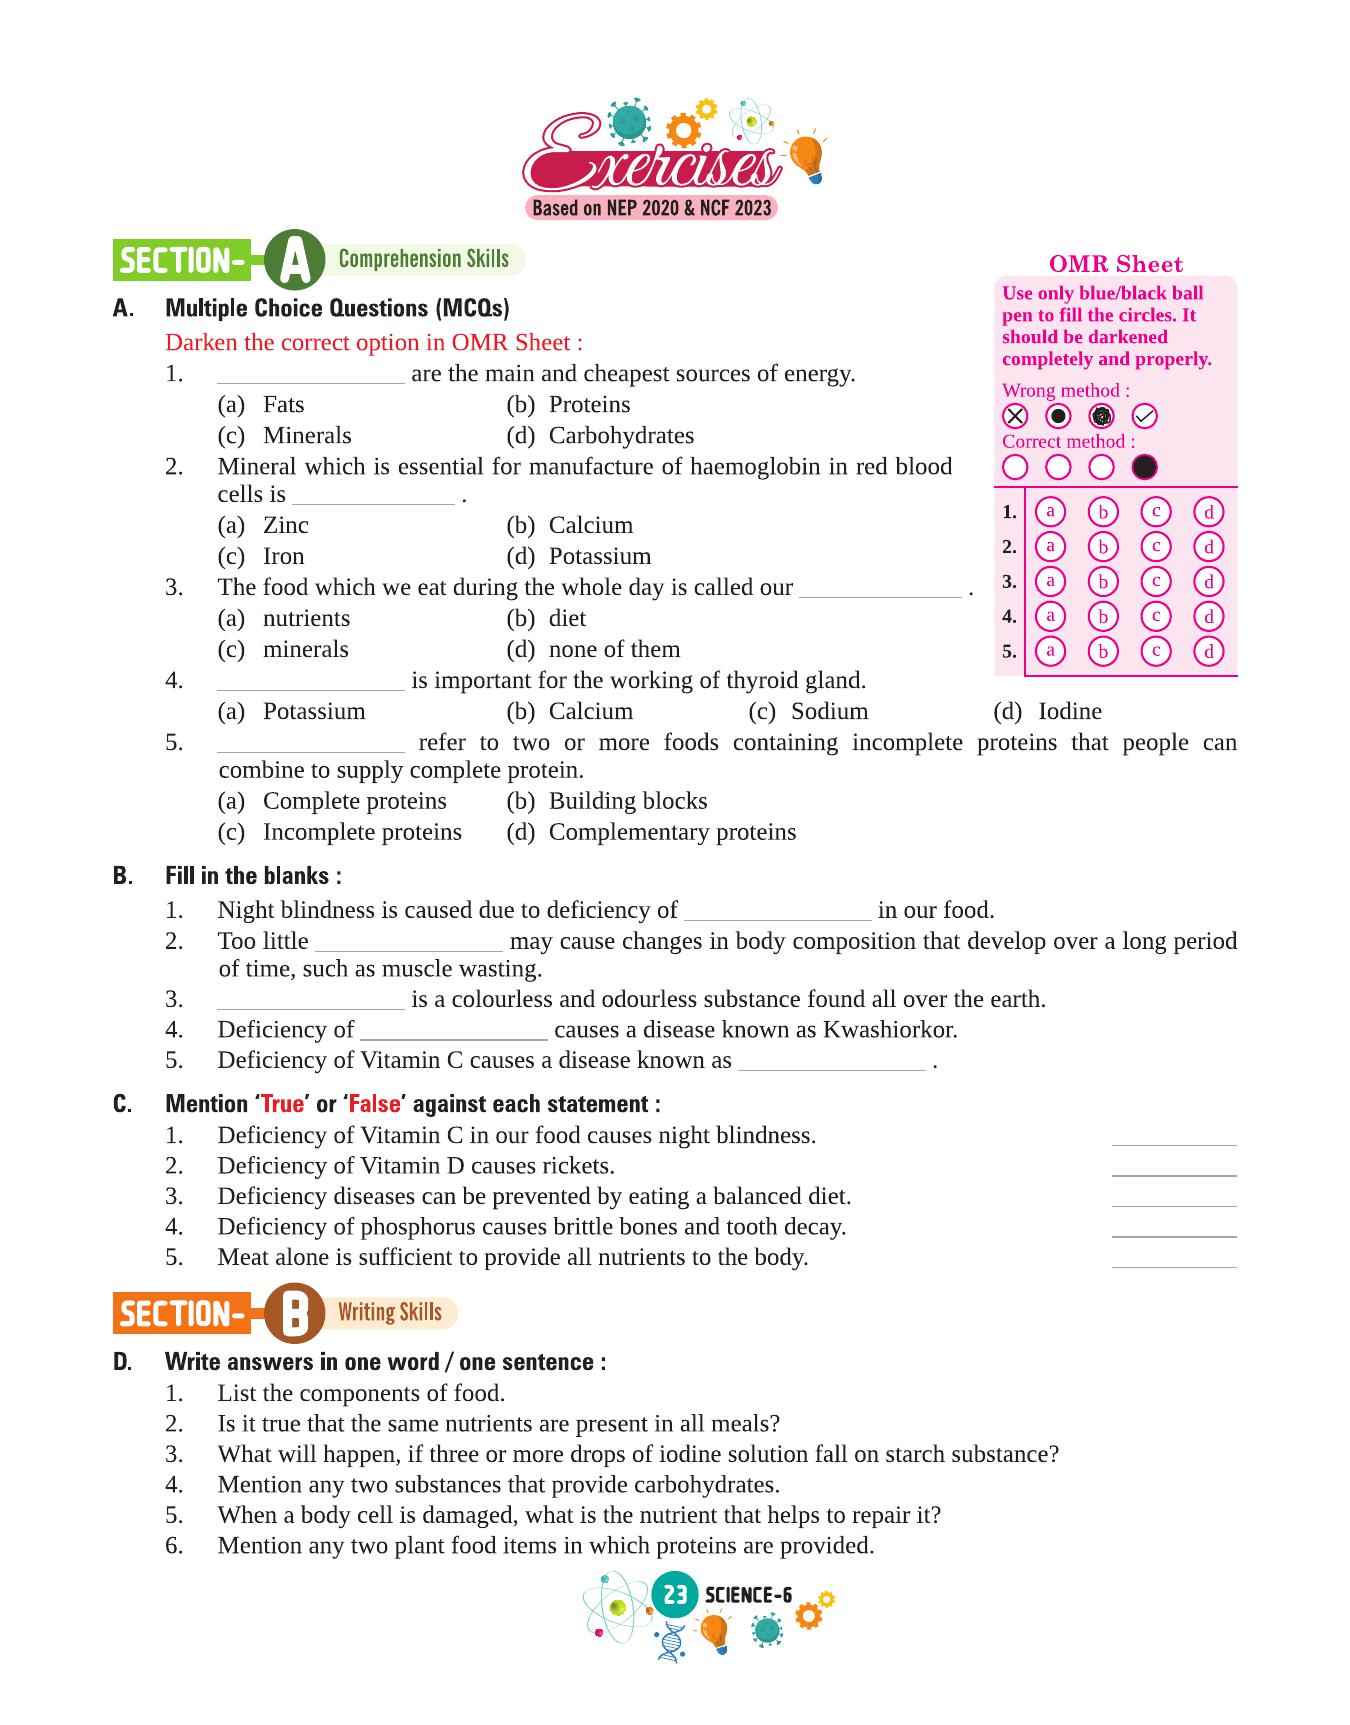 Exercises
Based on NEP 2020 & NCF 2023
SECTION- A Comprehension Skills
A. Multiple Choice Questions (MCQs)
Darken the correct option in OMR Sheet :
1. _______________ are the main and cheapest sources of energy.
(a) Fats (b) Proteins
(c) Minerals (d) Carbohydrates
2. Mineral which is essential for manufacture of haemoglobin in red blood
cells is _____________ .
(a) Zinc (b) Calcium
(c) Iron (d) Potassium
3. The food which we eat during the whole day is called our _____________ .
(a) nutrients (b) diet
(c) minerals (d) none of them
4. _______________ is important for the working of thyroid gland.
(a) Potassium (b) Calcium (c) Sodium (d) Iodine
5. _______________ refer to two or more foods containing incomplete proteins that people can
combine to supply complete protein.
(a) Complete proteins (b) Building blocks
(c) Incomplete proteins (d) Complementary proteins
OMR Sheet
Use only blue/black ball
pen to fill the circles. It
should be darkened
completely and properly.
Wrong method :
Correct method :
1. a b c d
2. a b c d
3. a b c d
4. a b c d
5. a b c d
B. Fill in the blanks :
1. Night blindness is caused due to deficiency of _______________ in our food.
2. Too little _______________ may cause changes in body composition that develop over a long period
of time, such as muscle wasting.
3. _______________ is a colourless and odourless substance found all over the earth.
4. Deficiency of _______________ causes a disease known as Kwashiorkor.
5. Deficiency of Vitamin C causes a disease known as _______________ .
C. Mention ‘True’ or ‘False’ against each statement :
1. Deficiency of Vitamin C in our food causes night blindness. __________
2. Deficiency of Vitamin D causes rickets. __________
3. Deficiency diseases can be prevented by eating a balanced diet. __________
4. Deficiency of phosphorus causes brittle bones and tooth decay. __________
5. Meat alone is sufficient to provide all nutrients to the body. __________
SECTION- B Writing Skills
D. Write answers in one word / one sentence :
1. List the components of food.
2. Is it true that the same nutrients are present in all meals?
3. What will happen, if three or more drops of iodine solution fall on starch substance?
4. Mention any two substances that provide carbohydrates.
5. When a body cell is damaged, what is the nutrient that helps to repair it?
6. Mention any two plant food items in which proteins are provided.
23 SCIENCE-6